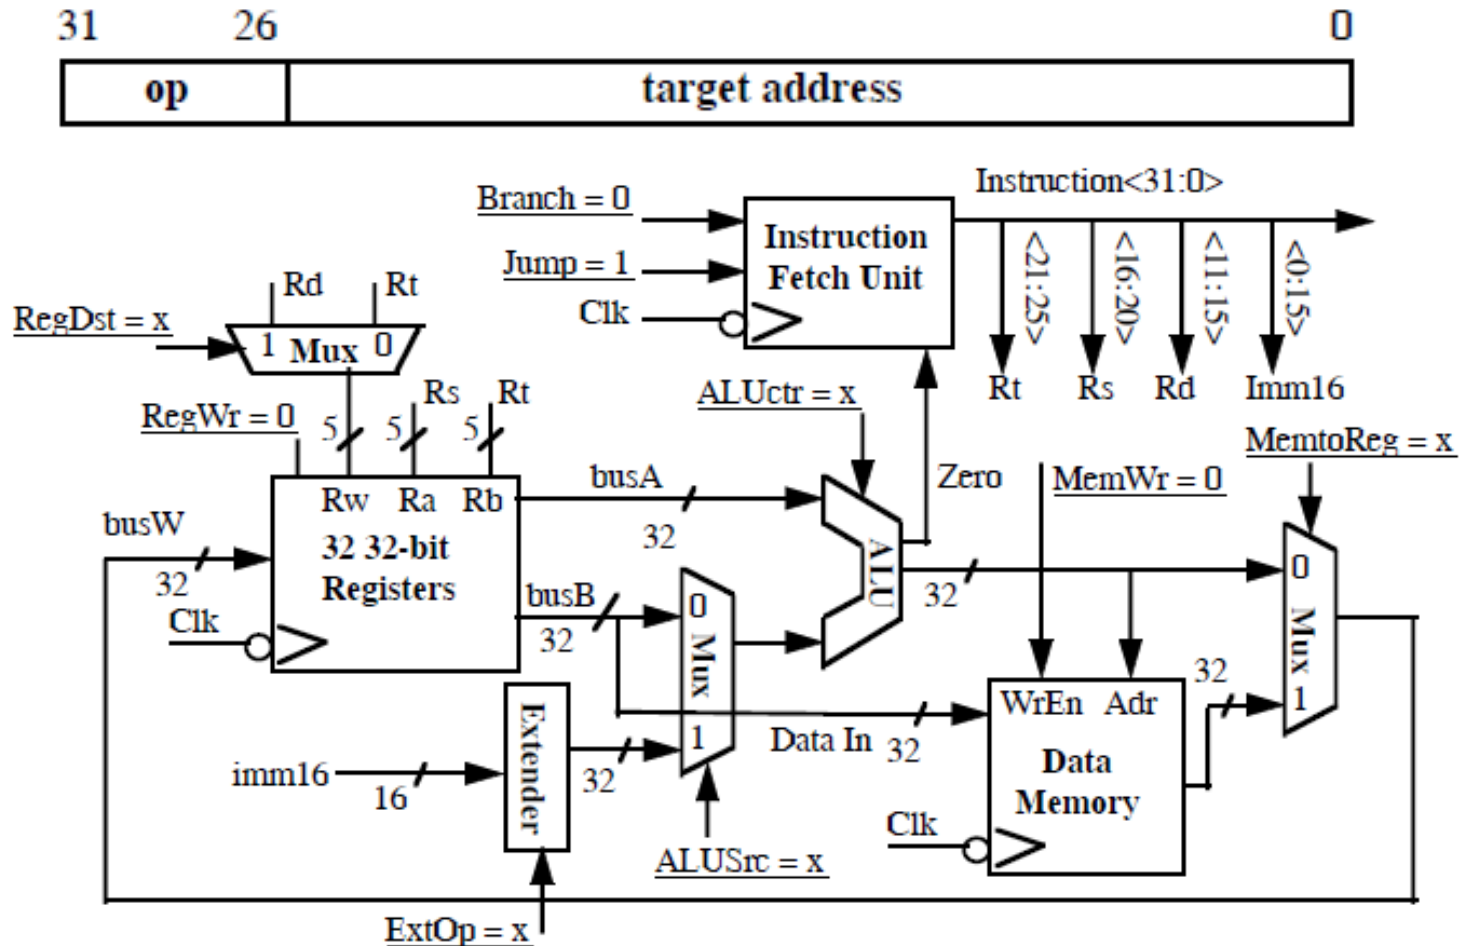 31 26 0
op target address
Instruction<31:0>
Branch = 0
Instruction
Fetch Unit
Jump = 1
Clk
<21:25>
<16:20>
<11:15>
<0:15>
Rt Rs Rd Imm16
Rd Rt
RegDst = x
1 Mux 0
Rs Rt
RegWr = 0
5 5 5
ALUctr = x
MemtoReg = x
Rw Ra Rb
32 32-bit
Registers
busW
32
Clk
busA
32
busB
32
Zero
MemWr = 0
ALU
32
0
Mux
1
0
Mux
1
32
WrEn Adr
Data
Memory
Clk
Data In 32
Extender
imm16
16
32
ALUSrc = x
ExtOp = x